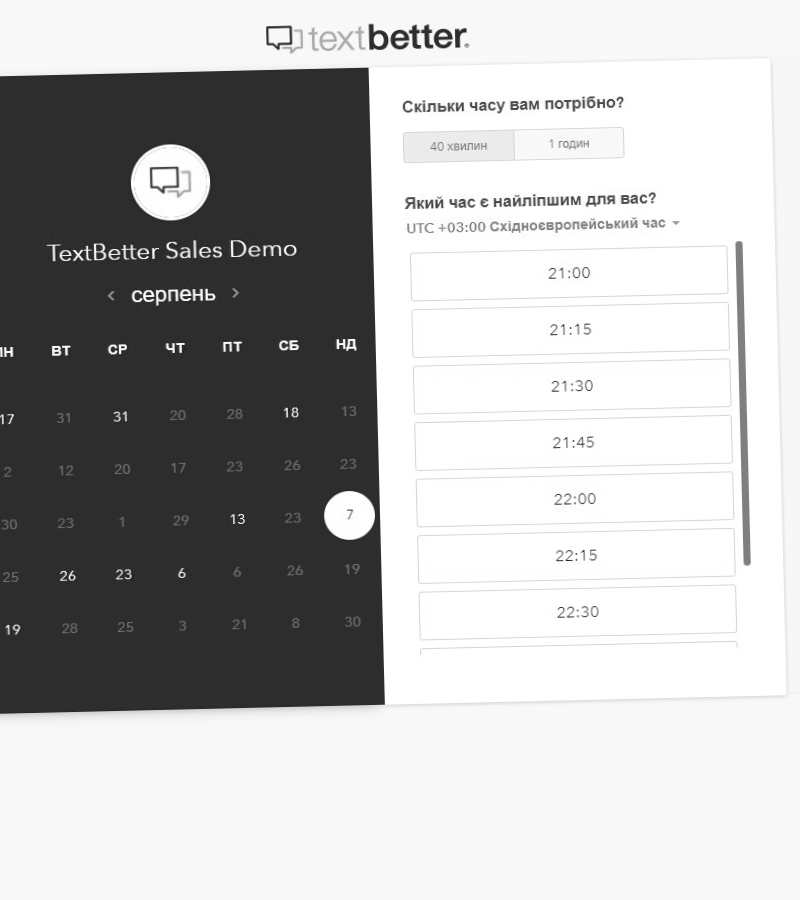 textbetter.
TextBetter Sales Demo
серпень
ВТ СР ЧТ ПТ СБ НД
17 31 31 20 28 18 13
2 12 20 17 23 26 23
30 23 1 29 13 23 7
25 26 23 6 6 26 19
19 28 25 3 21 8 30
Скільки часу вам потрібно?
40 хвилин 1 годин
Який час є найліпшим для вас?
UTC +03:00 Східноєвропейський час
21:00
21:15
21:30
21:45
22:00
22:15
22:30